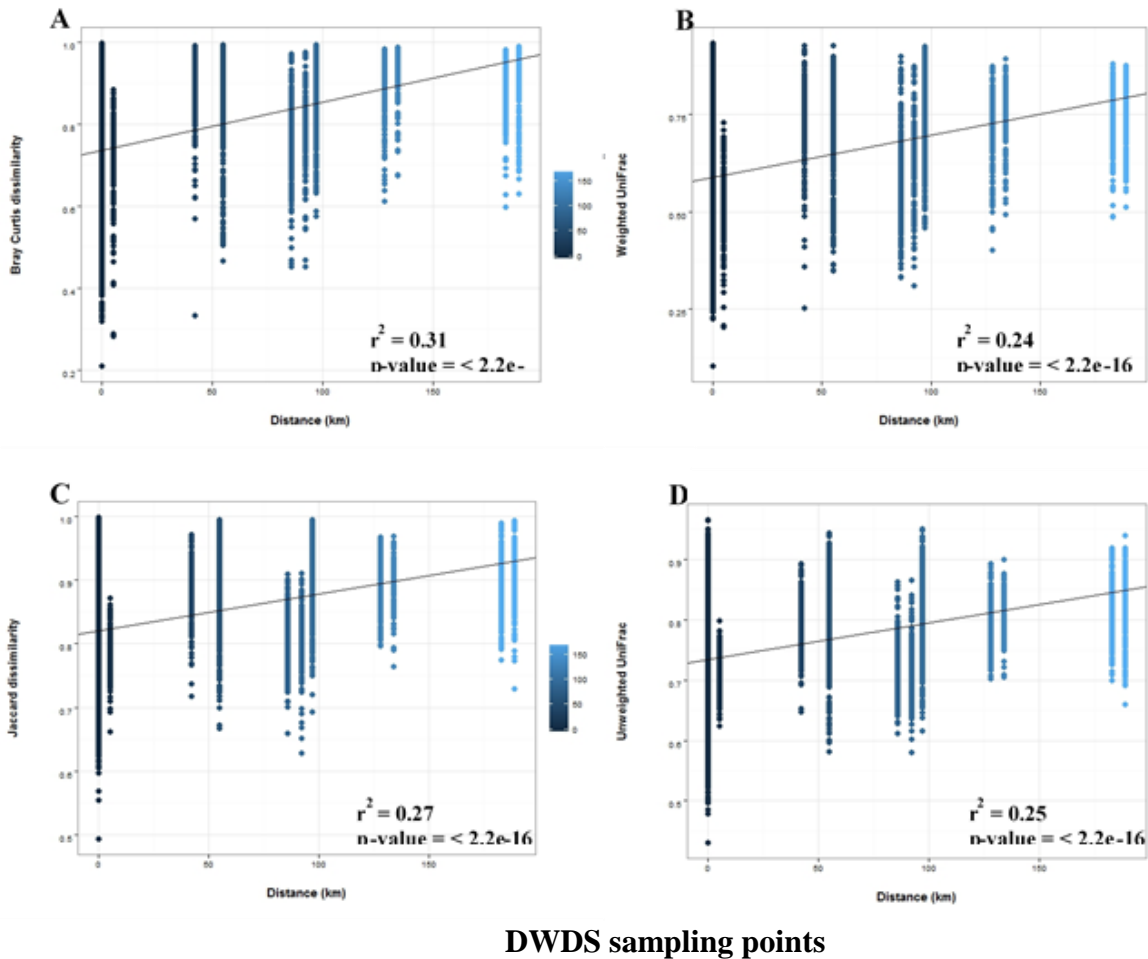 A
B
Bray Curtis dissimilarity
1.0
0.8
0.6
0.4
0.2
0
50
100
150
Distance (km)
r² = 0.31
p-value = < 2.2e-
150
100
50
0
Weighted UniFrac
0.75
0.50
0.25
0
50
100
150
Distance (km)
r² = 0.24
p-value = < 2.2e-16
C
D
Jaccard dissimilarity
1.0
0.9
0.8
0.7
0.6
0.5
0
50
100
150
Distance (km)
r² = 0.27
p-value = < 2.2e-16
150
100
50
0
Unweighted UniFrac
0.9
0.8
0.7
0.6
0.5
0
50
100
150
Distance (km)
r² = 0.25
p-value = < 2.2e-16
DWDS sampling points